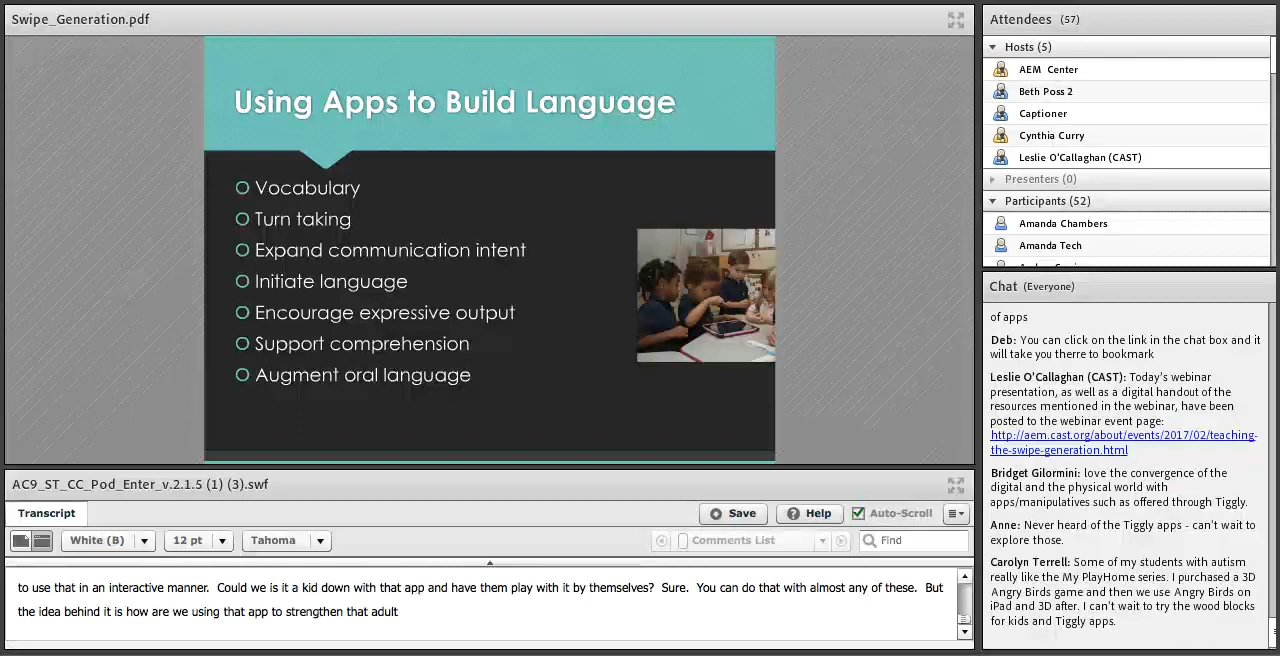 Swipe_Generation.pdf
Using Apps to Build Language
Vocabulary
Turn taking
Expand communication intent
Initiate language
Encourage expressive output
Support comprehension
Augment oral language
AC9_ST_CC_Pod_Enter_v.2.1.5 (1) (3).swf
Transcript
Save
Help
Auto-Scroll
White (B)
12 pt
Tahoma
Comments List
Find
to use that in an interactive manner.  Could we is it a kid down with that app and have them play with it by themselves?  Sure.  You can do that with almost any of these.  But
the idea behind it is how are we using that app to strengthen that adult
Attendees (57)
Hosts (5)
AEM  Center
Beth Poss 2
Captioner
Cynthia Curry
Leslie O'Callaghan (CAST)
Presenters (0)
Participants (52)
Amanda Chambers
Amanda Tech
Chat (Everyone)
of apps
Deb: You can click on the link in the chat box and it
will take you therre to bookmark
Leslie O'Callaghan (CAST): Today's webinar
presentation, as well as a digital handout of the
resources mentioned in the webinar, have been
posted to the webinar event page:
http://aem.cast.org/about/events/2017/02/teaching-
the-swipe-generation.html
Bridget Gilormini: love the convergence of the
digital and the physical world with
apps/manipulatives such as offered through Tiggly.
Anne: Never heard of the Tiggly apps - can't wait to
explore those.
Carolyn Terrell: Some of my students with autism
really like the My PlayHome series. I purchased a 3D
Angry Birds game and then we use Angry Birds on
iPad and 3D after. I can't wait to try the wood blocks
for kids and Tiggly apps.